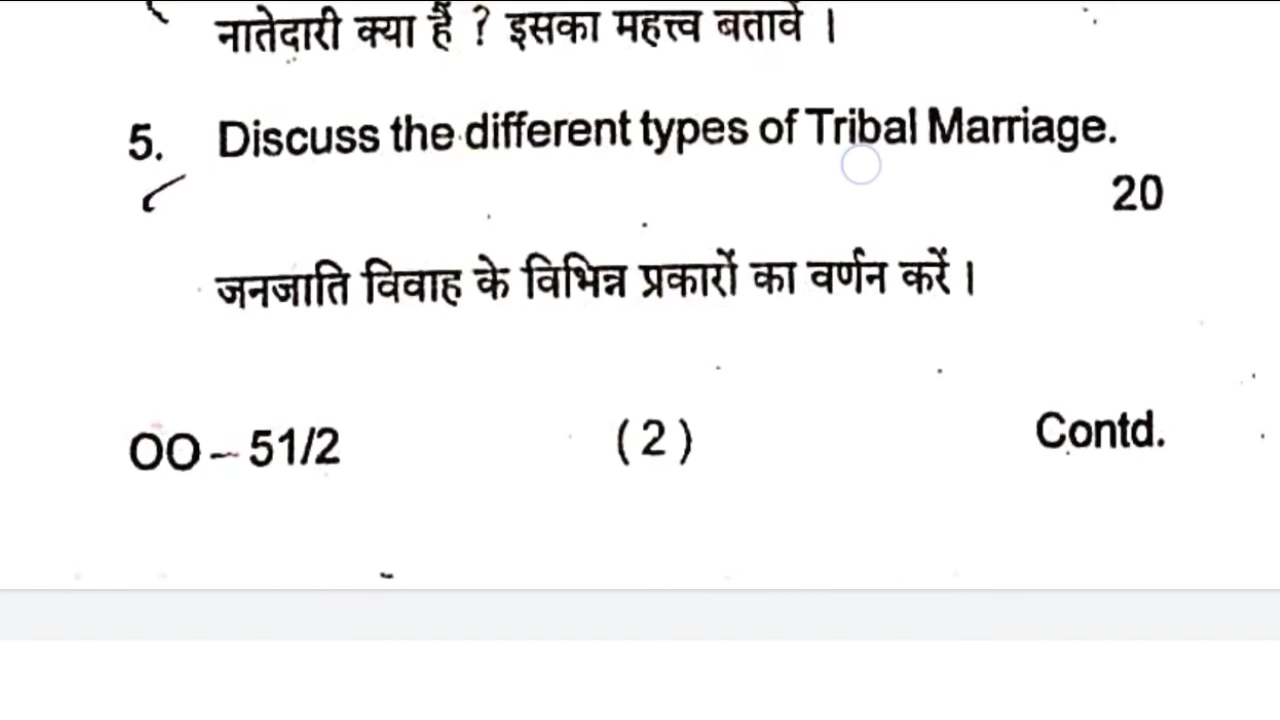 नातेदारी क्या है ? इसका महत्त्व बतावें ।
5. Discuss the different types of Tribal Marriage.
20
जनजाति विवाह के विभिन्न प्रकारों का वर्णन करें ।
OO – 51/2 (2) Contd.